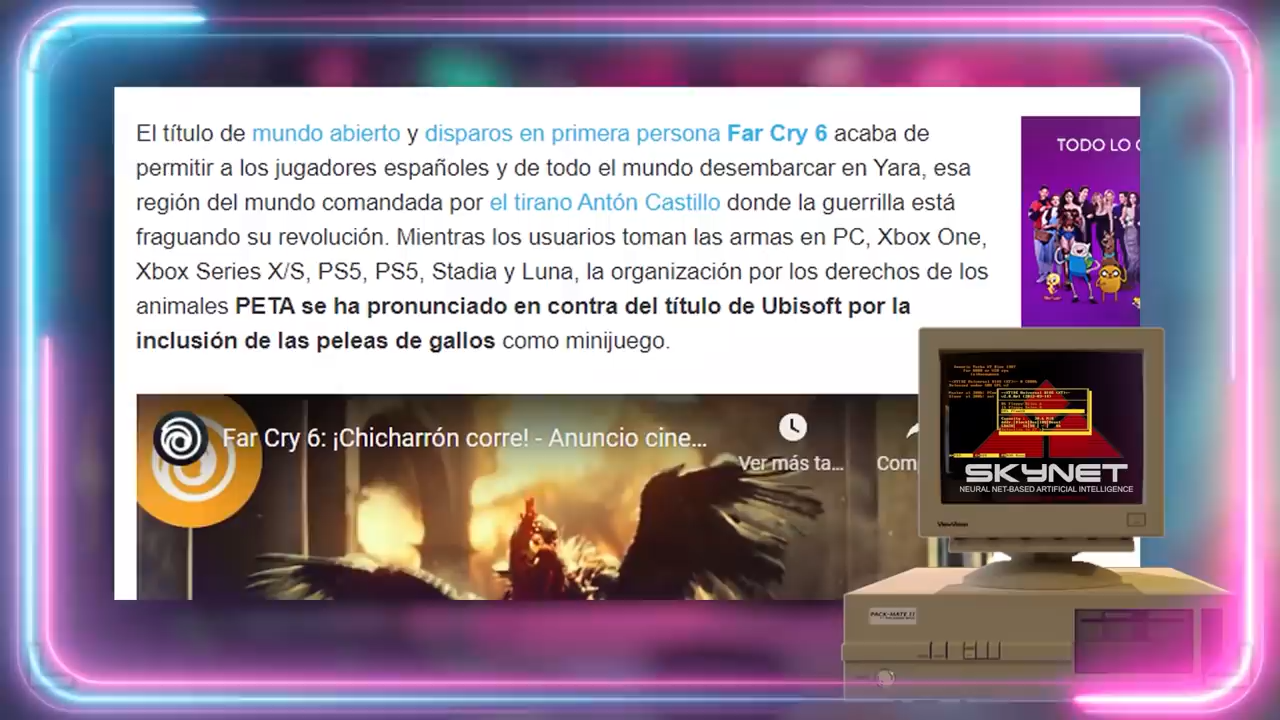 El título de mundo abierto y disparos en primera persona Far Cry 6 acaba de
permitir a los jugadores españoles y de todo el mundo desembarcar en Yara, esa
región del mundo comandada por el tirano Antón Castillo donde la guerrilla está
fraguando su revolución. Mientras los usuarios toman las armas en PC, Xbox One,
Xbox Series X/S, PS5, PS5, Stadia y Luna, la organización por los derechos de los
animales PETA se ha pronunciado en contra del título de Ubisoft por la
inclusión de las peleas de gallos como minijuego.
TODO LO
Far Cry 6: ¡Chicharrón corre! - Anuncio cine...
Ver más ta...
Com
SKYNET
NEURAL NET-BASED ARTIFICIAL INTELLIGENCE
ViewSonic
PACK-MATE II